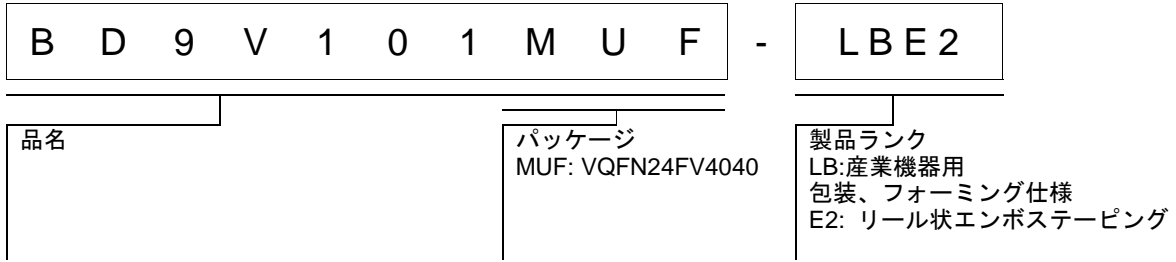 B D 9 V 1 0 1 M U F - L B E 2
品名
パッケージ
MUF: VQFN24FV4040
製品ランク
LB:産業機器用
包装、フォーミング仕様
E2: リール状エンボステーピング